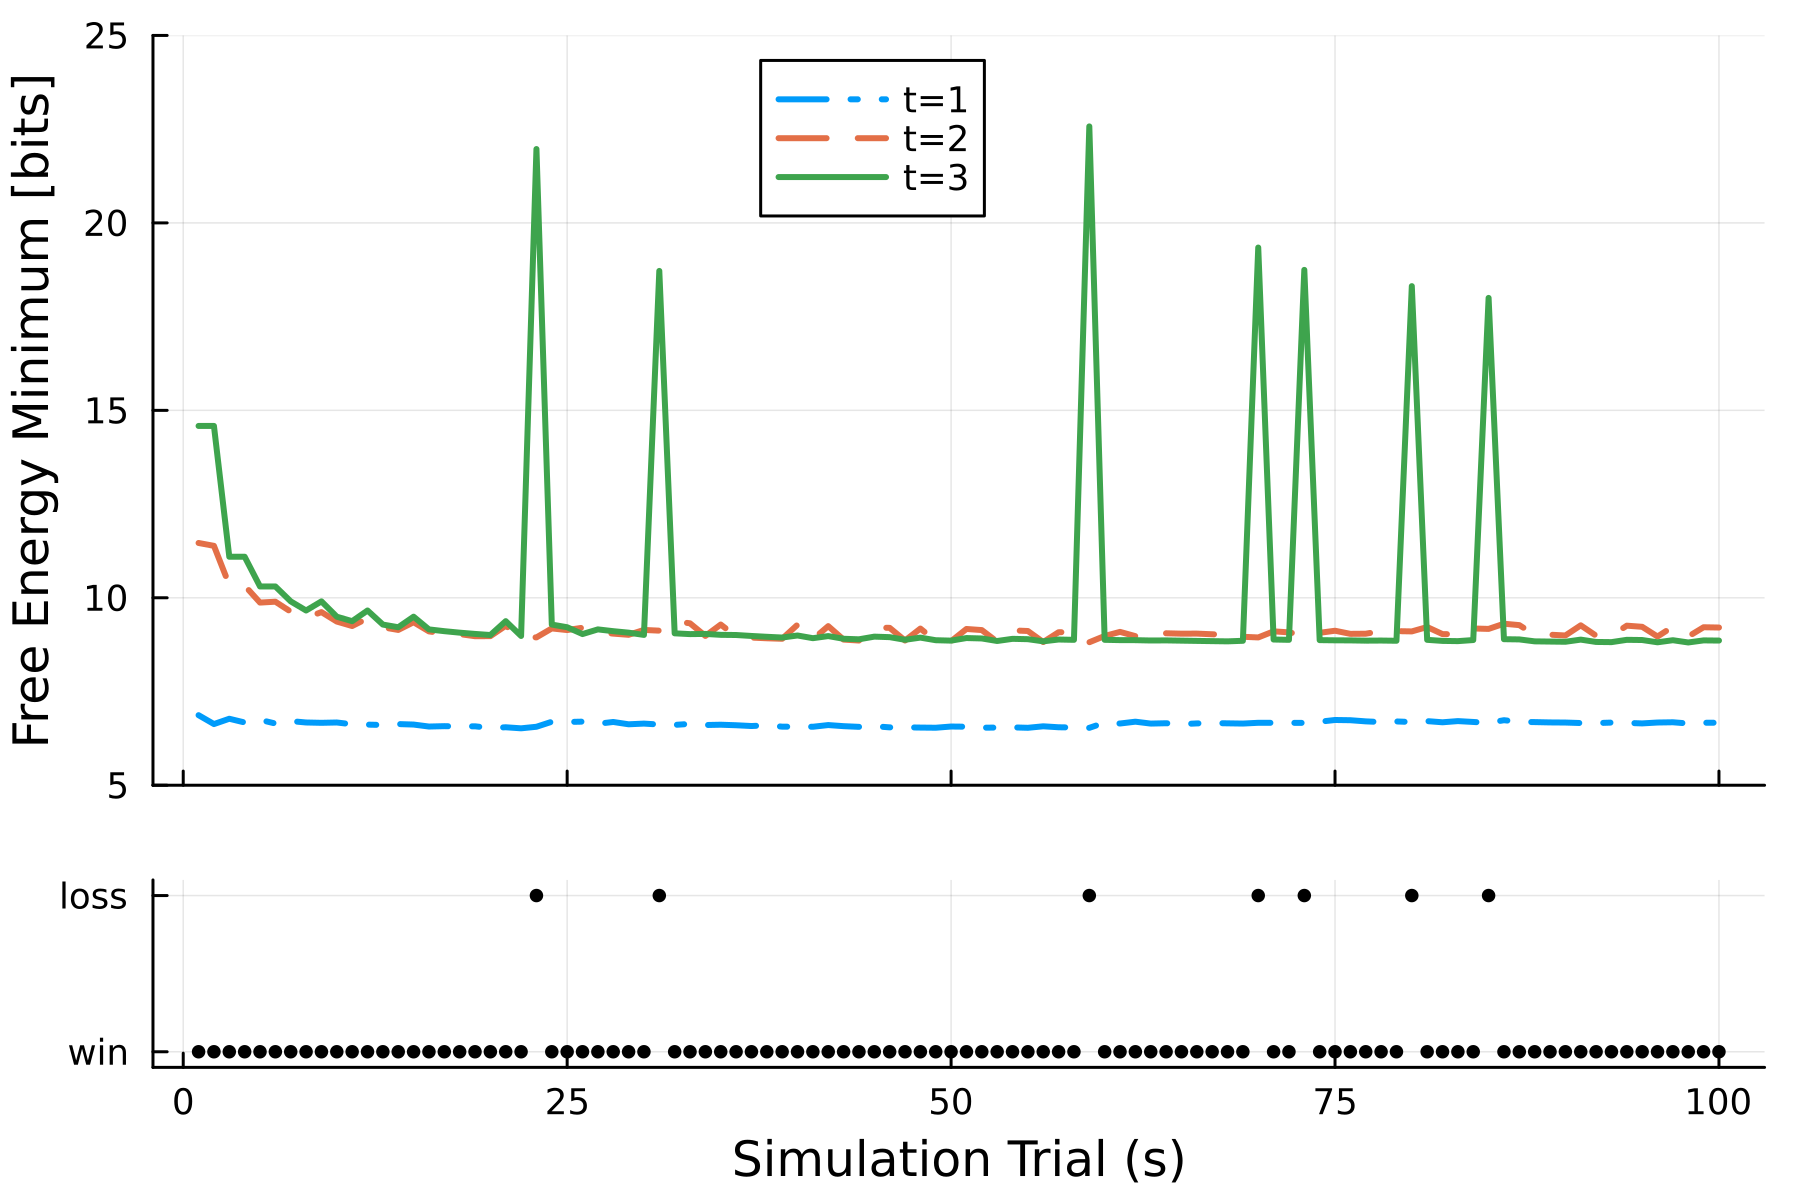 Free Energy Minimum [bits]
25
20
15
10
5
t=1
t=2
t=3
loss
win
0 25 50 75 100
Simulation Trial (s)